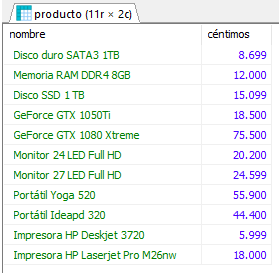 producto (11r × 2c)
nombre céntimos
Disco duro SATA3 1TB 8.699
Memoria RAM DDR4 8GB 12.000
Disco SSD 1 TB 15.099
GeForce GTX 1050Ti 18.500
GeForce GTX 1080 Xtreme 75.500
Monitor 24 LED Full HD 20.200
Monitor 27 LED Full HD 24.599
Portátil Yoga 520 55.900
Portátil Ideapd 320 44.400
Impresora HP Deskjet 3720 5.999
Impresora HP Laserjet Pro M26nw 18.000